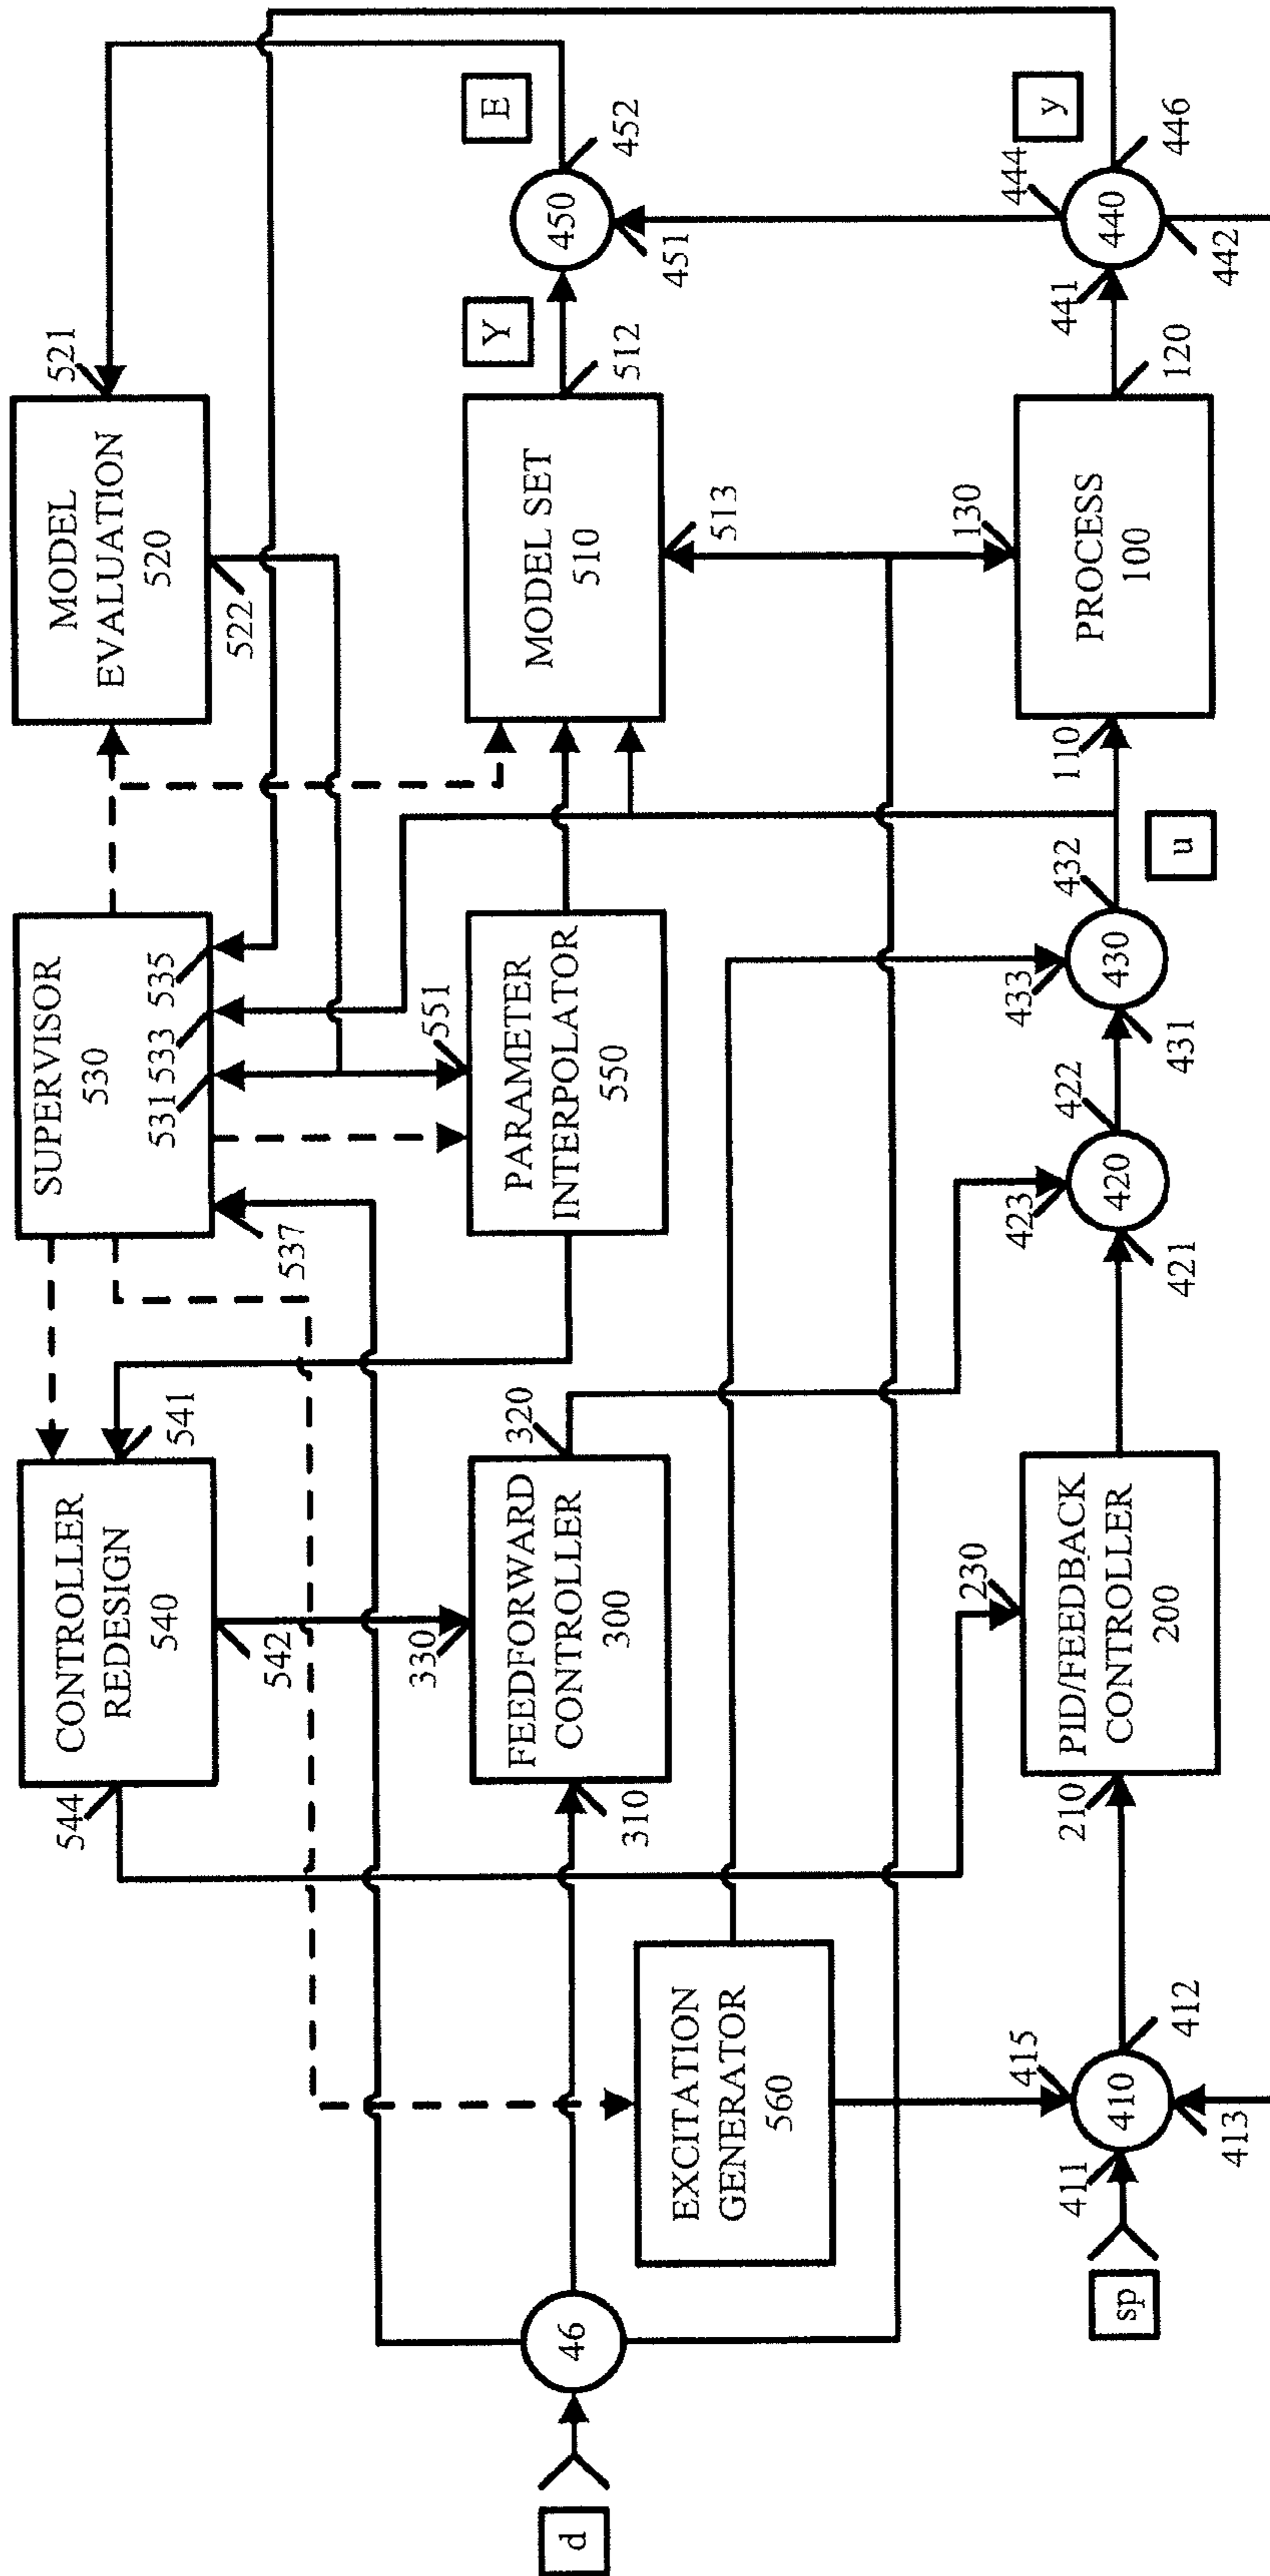 544
CONTROLLER
REDESIGN
540
541
542
SUPERVISOR
530
537
531
533
535
MODEL
EVALUATION
520
521
522
d
46
310
330
FEEDFORWARD
CONTROLLER
300
320
551
PARAMETER
INTERPOLATOR
550
MODEL SET
510
513
Y
512
450
451
452
E
EXCITATION
GENERATOR
560
sp
411
410
415
412
413
210
230
PID/FEEDBACK
CONTROLLER
200
421
423
420
422
431
433
430
432
u
110
130
PROCESS
100
120
441
444
440
442
446
y